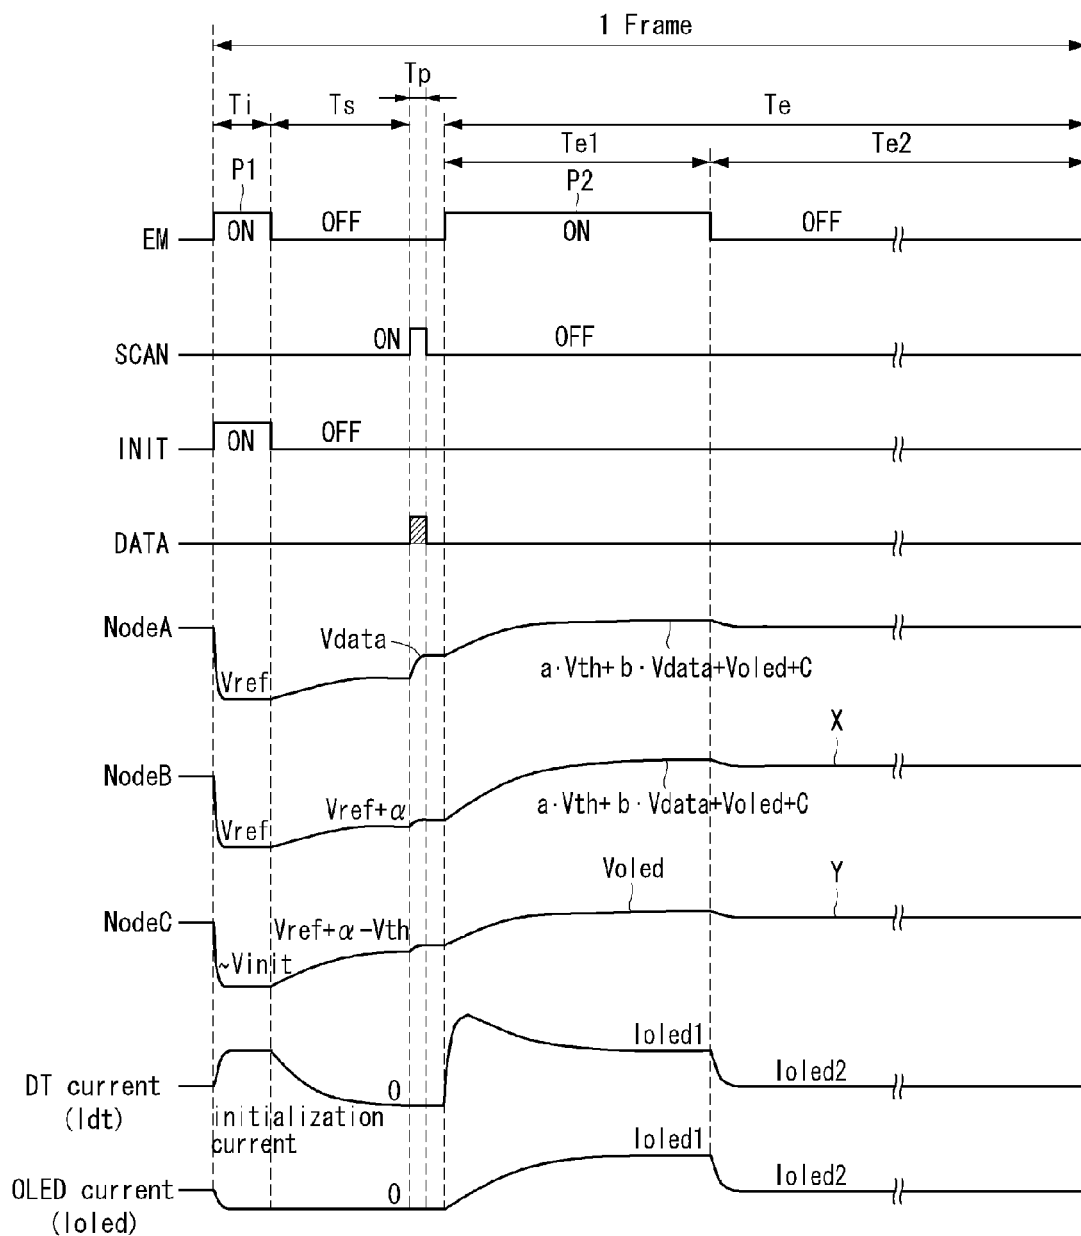 1 Frame
Tp
Ti Ts Te
Te1 Te2
P1 P2
EM ON OFF ON OFF
SCAN ON OFF
INIT ON OFF
DATA
NodeA Vref Vdata a·Vth+b·Vdata+Voled+C
NodeB Vref Vref+α a·Vth+b·Vdata+Voled+C X
NodeC ~Vinit Vref+α-Vth Voled Y
DT current
(Idt)
initialization
current
0 Ioled1 Ioled2
OLED current
(Ioled)
0 Ioled1 Ioled2